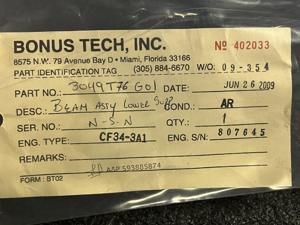 BONUS TECH, INC. Nº 402033
8575 N.W. 79 Avenue Bay D • Miami, Florida 33166
PART IDENTIFICATION TAG (305) 884-6670 W/O: 09-354
PART NO. 3049T76 G01 DATE: JUN 26 2009
DESC.: BEAM ASSY LOWER SUPP COND.: AR
SER. NO.: N-S-N QTY.: 1
ENG. TYPE: CF34-3A1 ENG. S/N: 807645
REMARKS:
593885874
FORM: BT02